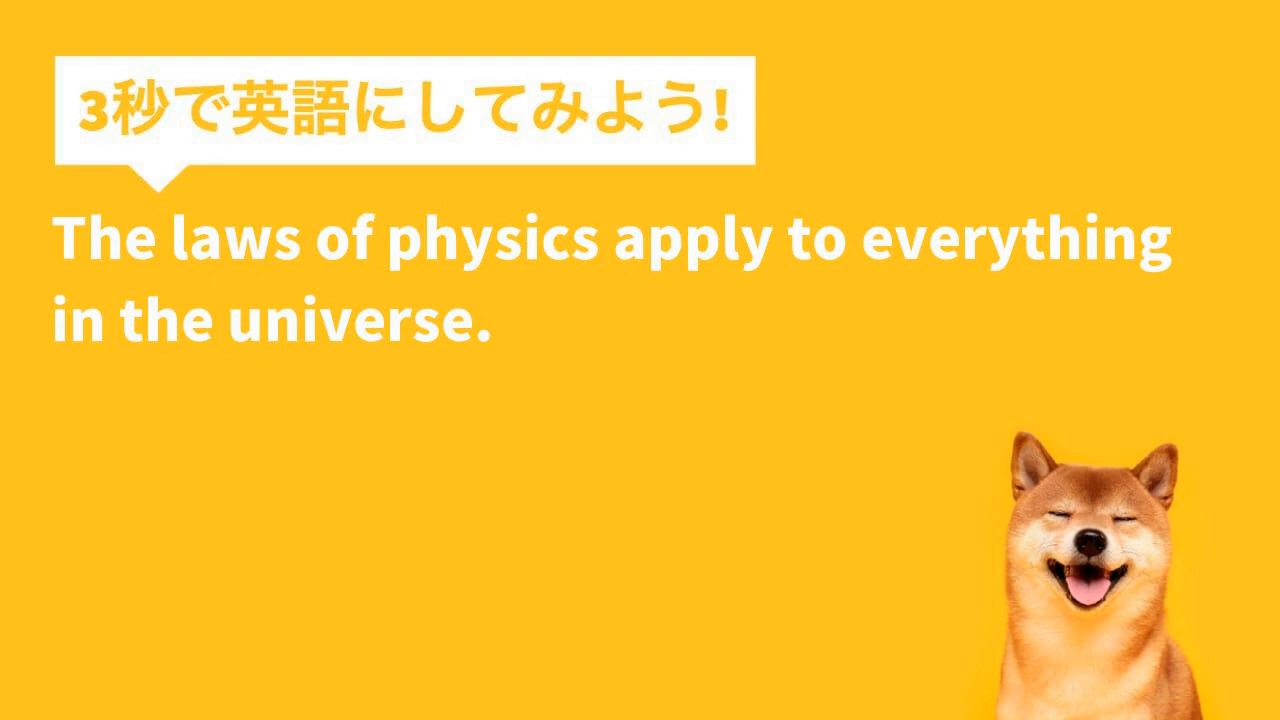 3秒で英語にしてみよう!
The laws of physics apply to everything
in the universe.